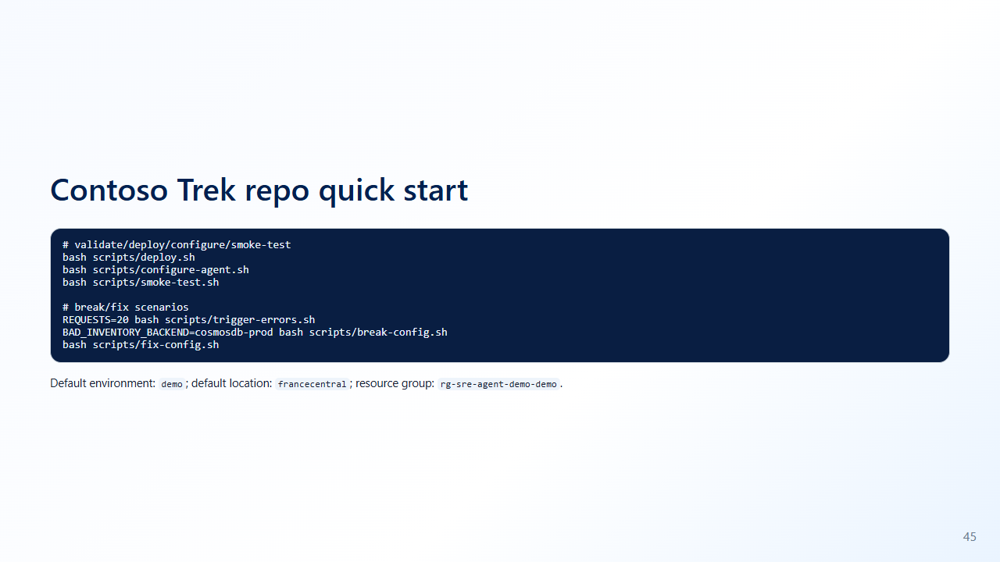 Contoso Trek repo quick start
# validate/deploy/configure/smoke-test
bash scripts/deploy.sh
bash scripts/configure-agent.sh
bash scripts/smoke-test.sh
# break/fix scenarios
REQUESTS=20 bash scripts/trigger-errors.sh
BAD_INVENTORY_BACKEND=cosmosdb-prod bash scripts/break-config.sh
bash scripts/fix-config.sh
Default environment: demo; default location: francecentral; resource group: rg-sre-agent-demo-demo.
45